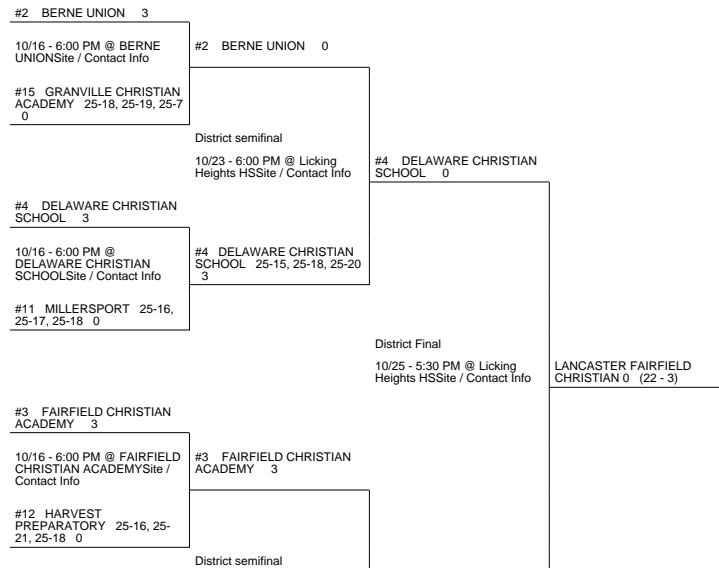 #2 BERNE UNION 3
10/16 - 6:00 PM @ BERNE
UNIONSite / Contact Info
#15 GRANVILLE CHRISTIAN
ACADEMY 25-18, 25-19, 25-7
0
#2 BERNE UNION 0
District semifinal
10/23 - 6:00 PM @ Licking
Heights HSSite / Contact Info
#4 DELAWARE CHRISTIAN
SCHOOL 3
10/16 - 6:00 PM @
DELAWARE CHRISTIAN
SCHOOLSite / Contact Info
#11 MILLERSPORT 25-16,
25-17, 25-18 0
#4 DELAWARE CHRISTIAN
SCHOOL 25-15, 25-18, 25-20
3
#4 DELAWARE CHRISTIAN
SCHOOL 0
District Final
10/25 - 5:30 PM @ Licking
Heights HSSite / Contact Info
LANCASTER FAIRFIELD
CHRISTIAN 0 (22 - 3)
#3 FAIRFIELD CHRISTIAN
ACADEMY 3
10/16 - 6:00 PM @ FAIRFIELD
CHRISTIAN ACADEMYSite /
Contact Info
#12 HARVEST
PREPARATORY 25-16, 25-
21, 25-18 0
#3 FAIRFIELD CHRISTIAN
ACADEMY 3
District semifinal